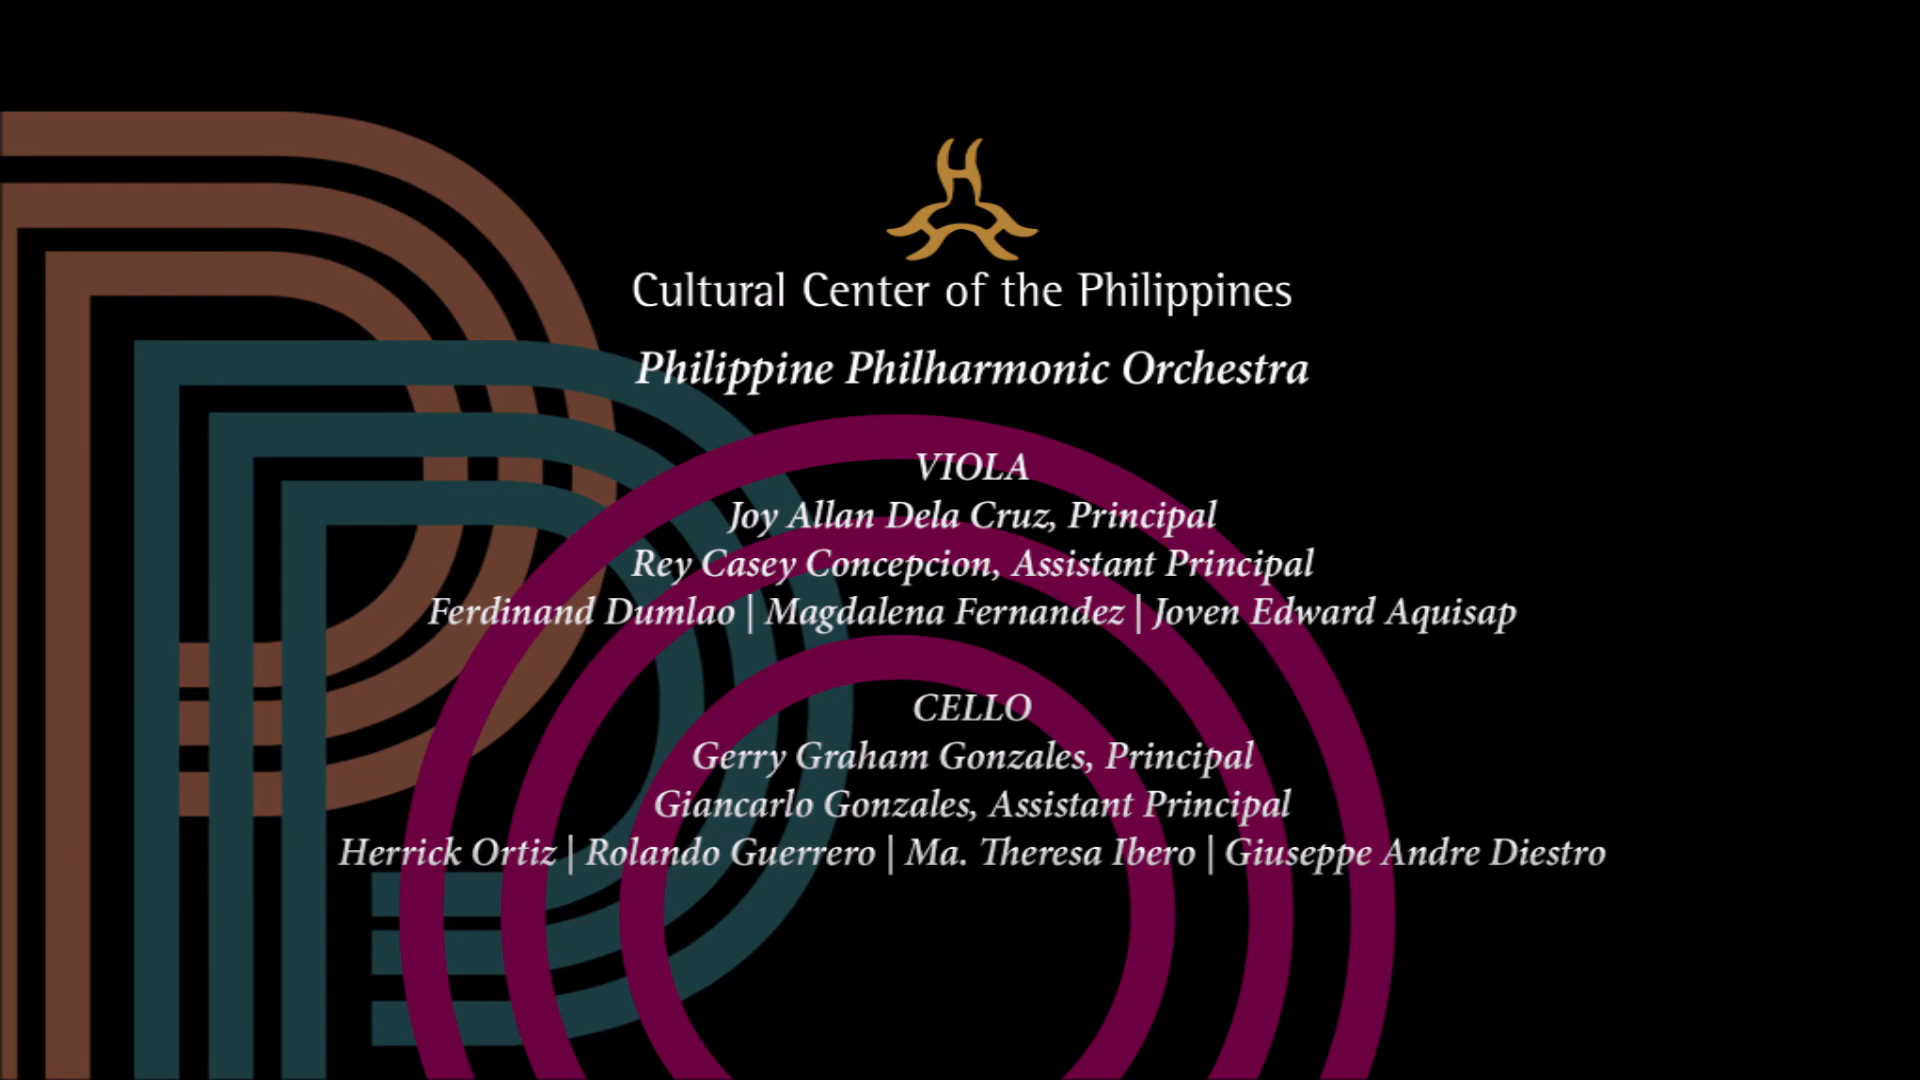 Cultural Center of the Philippines
Philippine Philharmonic Orchestra
VIOLA
Joy Allan Dela Cruz, Principal
Rey Casey Concepcion, Assistant Principal
Ferdinand Dumlao | Magdalena Fernandez | Joven Edward Aquisap
CELLO
Gerry Graham Gonzales, Principal
Giancarlo Gonzales, Assistant Principal
Herrick Ortiz | Rolando Guerrero | Ma. Theresa Ibero | Giuseppe Andre Diestro